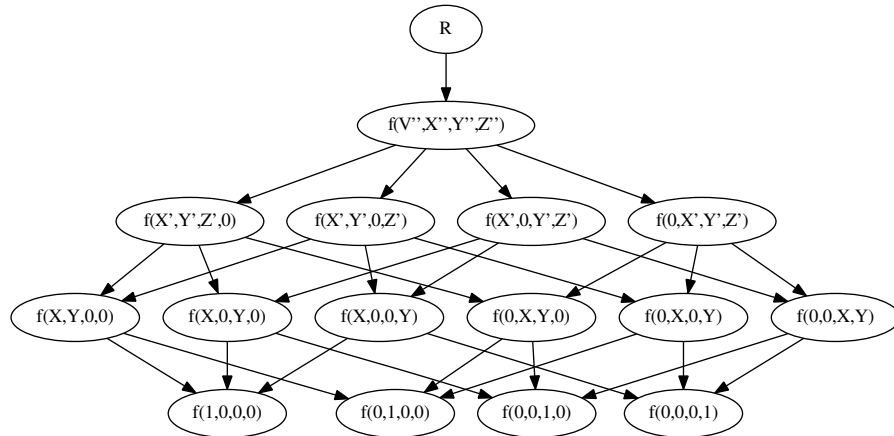 R
f(V’’,X’’,Y’’,Z’’)
f(X’,Y’,Z’,0) f(X’,Y’,0,Z’) f(X’,0,Y’,Z’) f(0,X’,Y’,Z’)
f(X,Y,0,0) f(X,0,Y,0) f(X,0,0,Y) f(0,X,Y,0) f(0,X,0,Y) f(0,0,X,Y)
f(1,0,0,0) f(0,1,0,0) f(0,0,1,0) f(0,0,0,1)